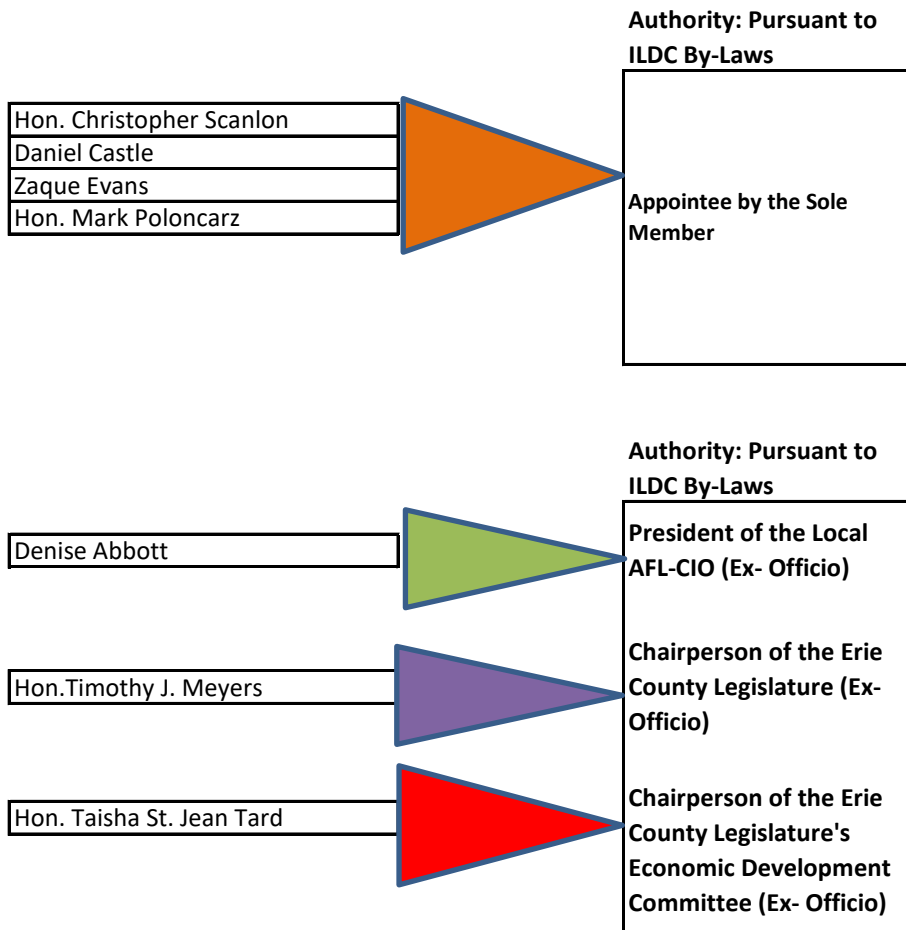 Authority: Pursuant to
ILDC By-Laws
Hon. Christopher Scanlon
Daniel Castle
Zaque Evans
Hon. Mark Poloncarz
Appointee by the Sole
Member
Authority: Pursuant to
ILDC By-Laws
Denise Abbott
President of the Local
AFL-CIO (Ex- Officio)
Hon.Timothy J. Meyers
Chairperson of the Erie
County Legislature (Ex-
Officio)
Hon. Taisha St. Jean Tard
Chairperson of the Erie
County Legislature's
Economic Development
Committee (Ex- Officio)